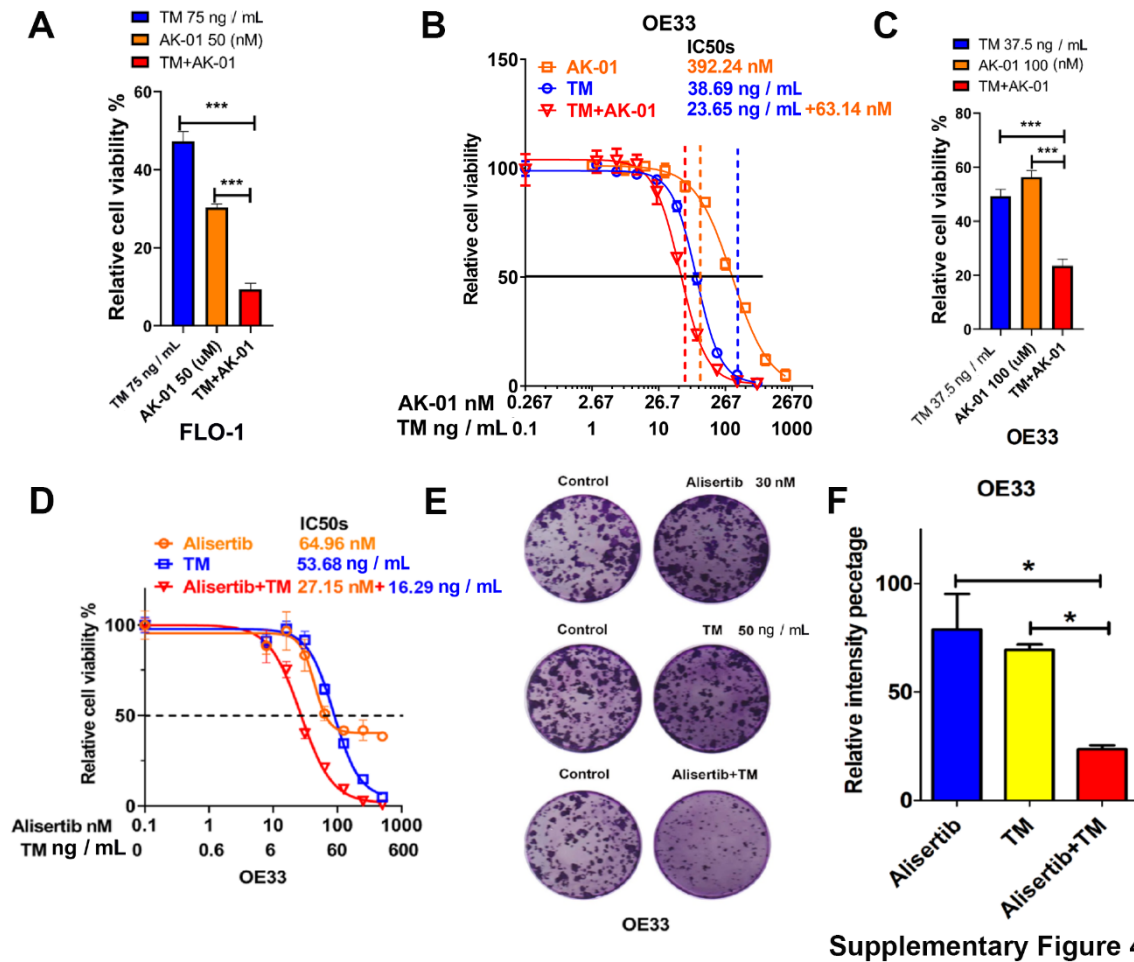 A
TM 75 ng / mL
AK-01 50 (nM)
TM+AK-01
Relative cell viability %
60
40
20
0
***
***
TM 75 ng / mL
AK-01 50 (uM)
TM+AK-01
FLO-1
B
OE33
IC50s
AK-01 392.24 nM
TM 38.69 ng / mL
TM+AK-01 23.65 ng / mL +63.14 nM
Relative cell viability
150
100
50
0
AK-01 nM 0.267 2.67 26.7 267 2670
TM ng / mL 0.1 1 10 100 1000
C
TM 37.5 ng / mL
AK-01 100 (nM)
TM+AK-01
Relative cell viability %
80
60
40
20
0
***
***
TM 37.5 ng / mL
AK-01 100 (uM)
TM+AK-01
OE33
D
IC50s
Alisertib 64.96 nM
TM 53.68 ng / mL
Alisertib+TM 27.15 nM+ 16.29 ng / mL
Relative cell viability %
100
50
0
Alisertib nM 0.1 1 10 100 1000
TM ng / mL 0 0.6 6 60 600
OE33
E
Control Alisertib 30 nM
Control TM 50 ng / mL
Control Alisertib+TM
OE33
F
OE33
Relative intensity pecetage
100
50
0
*
*
Alisertib
TM
Alisertib+TM
Supplementary Figure 4